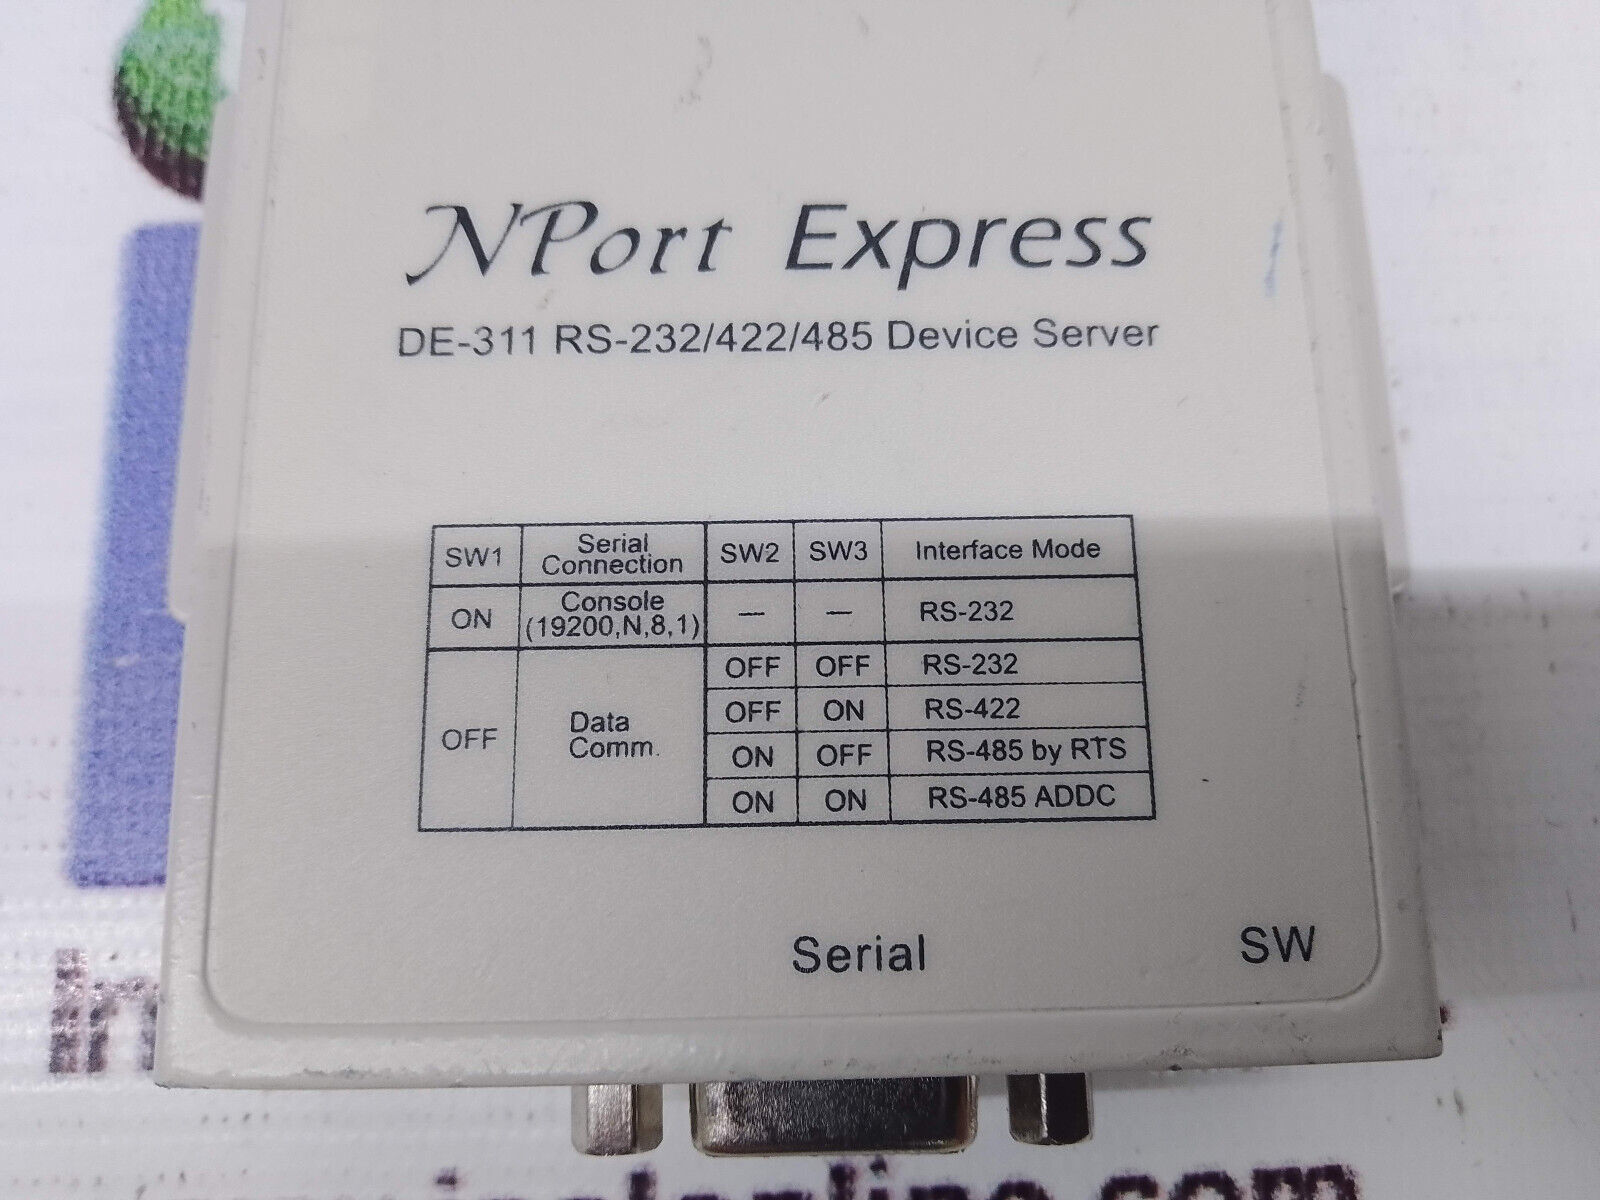 NPort Express
DE-311 RS-232/422/485 Device Server
SW1 Serial Connection SW2 SW3 Interface Mode
ON Console (19200,N,8,1) — — RS-232
OFF Data Comm. OFF OFF RS-232
OFF ON RS-422
ON OFF RS-485 by RTS
ON ON RS-485 ADDC
Serial SW